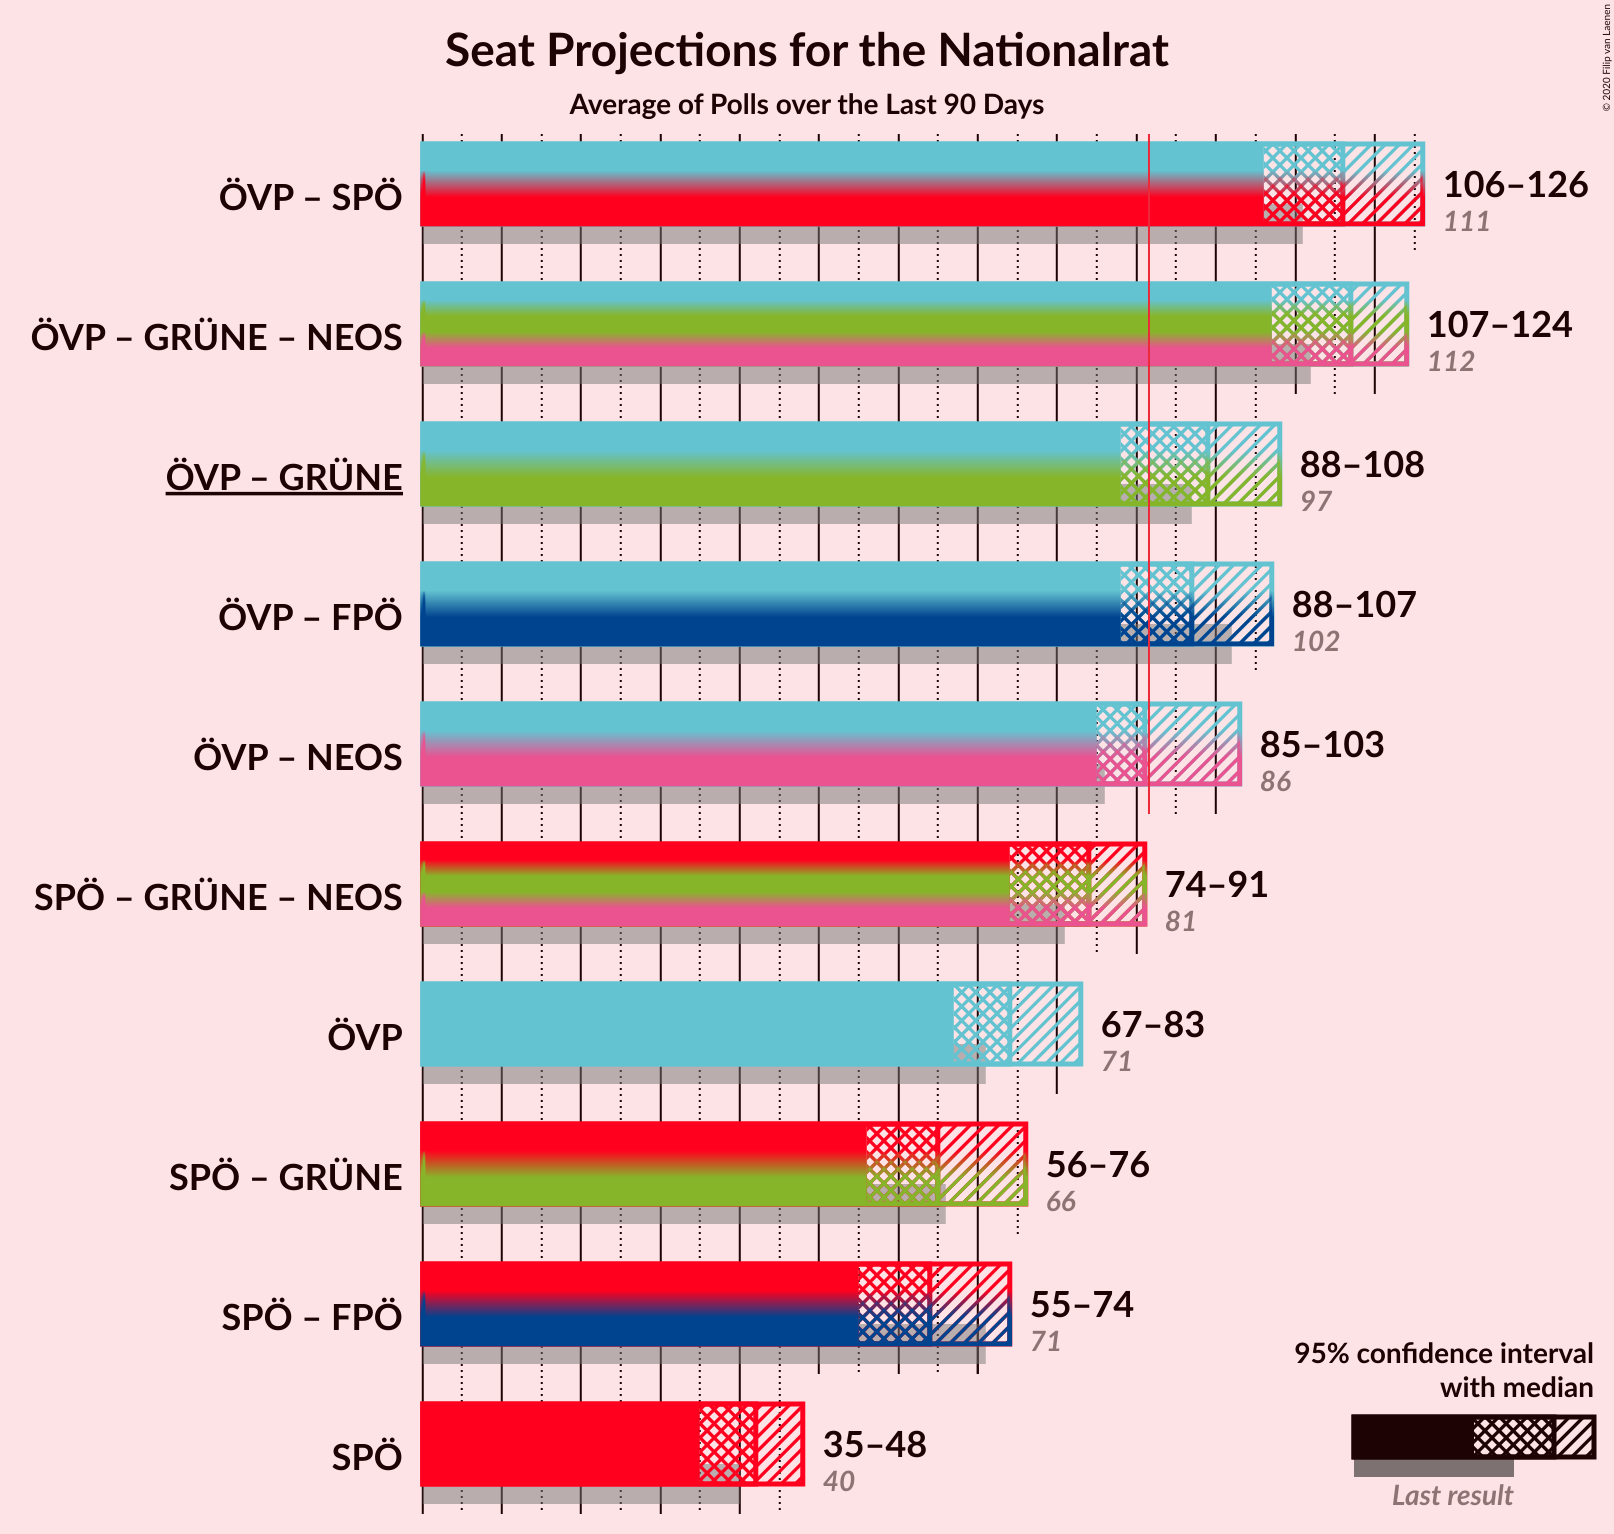 Seat Projections for the Nationalrat
Average of Polls over the Last 90 Days
© 2020 Filip van Laenen
ÖVP – SPÖ
106–126
111
ÖVP – GRÜNE – NEOS
107–124
112
ÖVP – GRÜNE
88–108
97
ÖVP – FPÖ
88–107
102
ÖVP – NEOS
85–103
86
SPÖ – GRÜNE – NEOS
74–91
81
ÖVP
67–83
71
SPÖ – GRÜNE
56–76
66
SPÖ – FPÖ
55–74
71
SPÖ
35–48
40
95% confidence interval
with median
Last result